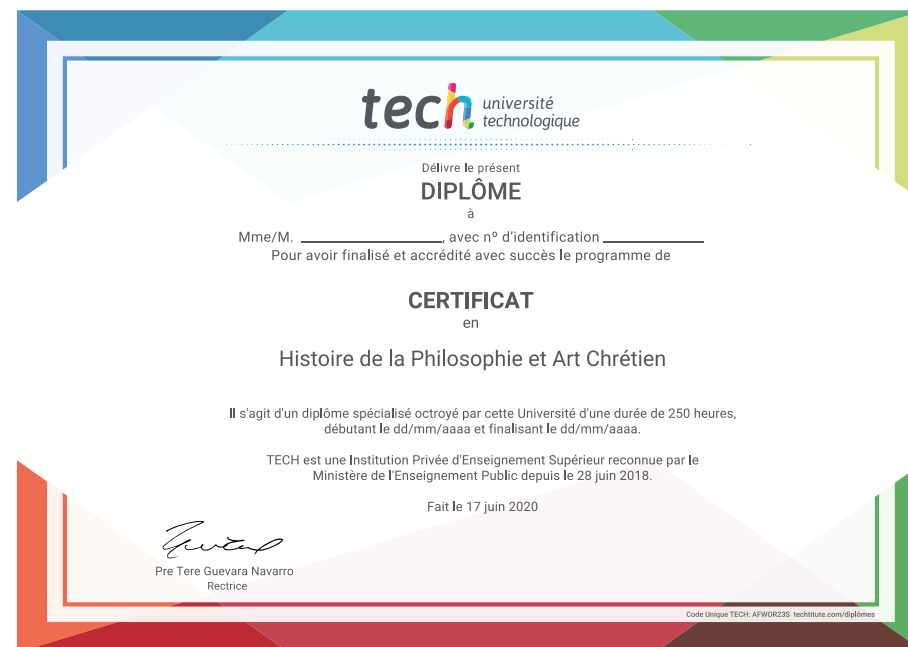 tech université
technologique
Délivre le présent
DIPLÔME
à
Mme/M. ____________________, avec nº d'identification ______________
Pour avoir finalisé et accrédité avec succès le programme de
CERTIFICAT
en
Histoire de la Philosophie et Art Chrétien
Il s'agit d'un diplôme spécialisé octroyé par cette Université d'une durée de 250 heures,
débutant le dd/mm/aaaa et finalisant le dd/mm/aaaa.
TECH est une Institution Privée d'Enseignement Supérieur reconnue par le
Ministère de l'Enseignement Public depuis le 28 juin 2018.
Fait le 17 juin 2020
Pre Tere Guevara Navarro
Rectrice
Code Unique TECH: AFWOR23S techtitute.com/diplômes